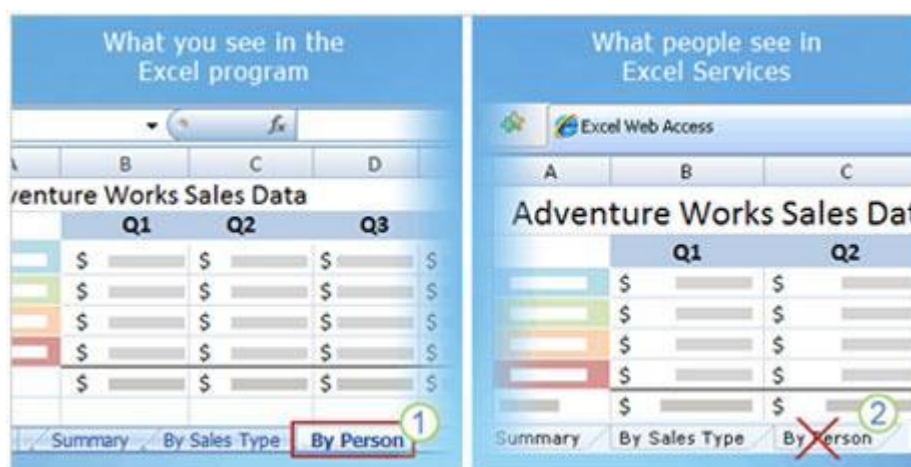 What you see in the
Excel program
fx
B C D
venture Works Sales Data
Q1 Q2 Q3
$ $ $ $
$ $ $ $
$ $ $ $
$ $ $ $
$ $ $ $
Summary By Sales Type By Person 1
What people see in
Excel Services
Excel Web Access
A B C
Adventure Works Sales Dat
Q1 Q2
$ $
$ $
$ $
$ $
$ $
Summary By Sales Type By Person 2